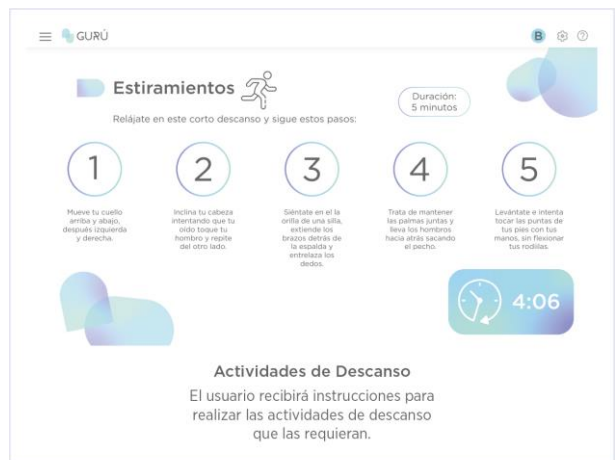 GURÚ
B
Estiramientos
Duración:
5 minutos
Relájate en este corto descanso y sigue estos pasos:
1
Mueve tu cuello
arriba y abajo,
después izquierda
y derecha.
2
Inclina tu cabeza
intentando que tu
oído toque tu
hombro y repite
del otro lado.
3
Siéntate en el la
orilla de una silla,
extiende los
brazos detrás de
la espalda y
entrelaza los
dedos.
4
Trata de mantener
las palmas juntas y
lleva los hombros
hacia atrás sacando
el pecho.
5
Levántate e intenta
tocar las puntas de
tus pies con tus
manos, sin flexionar
tus rodillas.
4:06
Actividades de Descanso
El usuario recibirá instrucciones para
realizar las actividades de descanso
que las requieran.